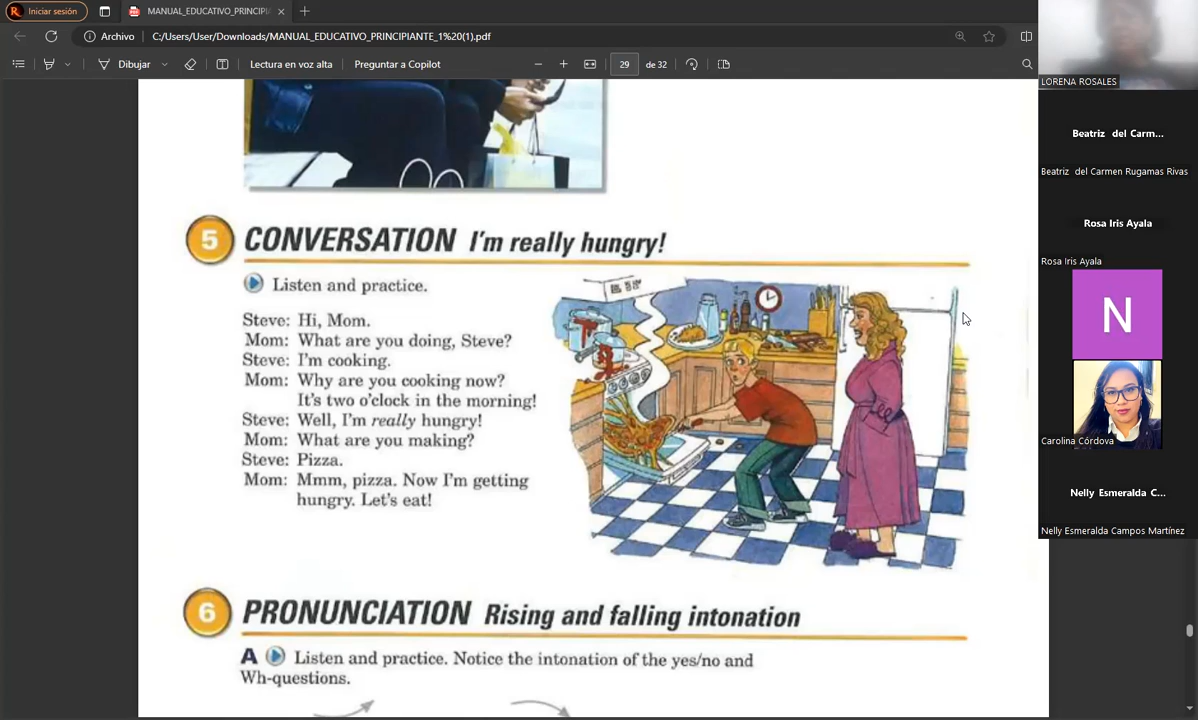 Iniciar sesión
MANUAL_EDUCATIVO_PRINCIPIA
Archivo
C:/Users/User/Downloads/MANUAL_EDUCATIVO_PRINCIPIANTE_1%20(1).pdf
Dibujar
Lectura en voz alta
Preguntar a Copilot
29
de 32
5 CONVERSATION I'm really hungry!
Listen and practice.
Steve: Hi, Mom.
Mom: What are you doing, Steve?
Steve: I'm cooking.
Mom: Why are you cooking now?
It's two o'clock in the morning!
Steve: Well, I'm really hungry!
Mom: What are you making?
Steve: Pizza.
Mom: Mmm, pizza. Now I'm getting
hungry. Let's eat!
6 PRONUNCIATION Rising and falling intonation
A Listen and practice. Notice the intonation of the yes/no and
Wh-questions.
LORENA ROSALES
Beatriz del Carm...
Beatriz del Carmen Rugamas Rivas
Rosa Iris Ayala
Rosa Iris Ayala
N
Carolina Córdova
Nelly Esmeralda C...
Nelly Esmeralda Campos Martínez